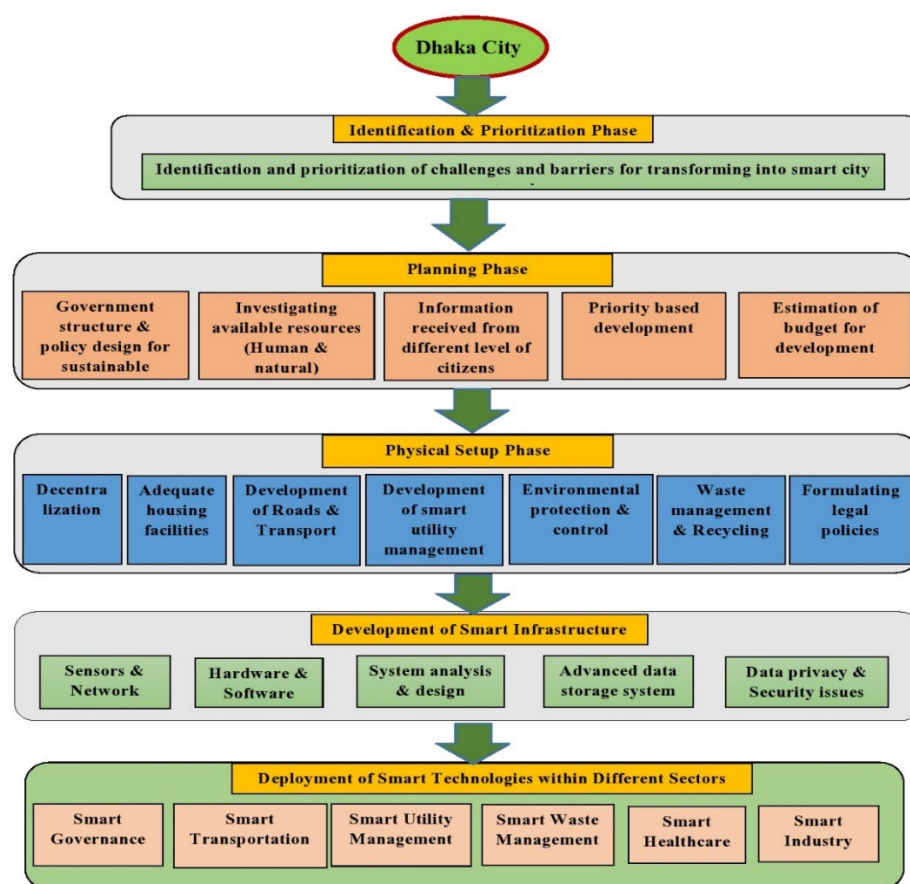 Dhaka City
Identification & Prioritization Phase
Identification and prioritization of challenges and barriers for transforming into smart city
Planning Phase
Government
structure &
policy design for
sustainable
Investigating
available resources
(Human &
natural)
Information
received from
different level of
citizens
Priority based
development
Estimation of
budget for
development
Physical Setup Phase
Decentra
lization
Adequate
housing
facilities
Development
of Roads &
Transport
Development
of smart
utility
management
Environmental
protection &
control
Waste
management
& Recycling
Formulating
legal
policies
Development of Smart Infrastructure
Sensors &
Network
Hardware &
Software
System analysis
& design
Advanced data
storage system
Data privacy &
Security issues
Deployment of Smart Technologies within Different Sectors
Smart
Governance
Smart
Transportation
Smart Utility
Management
Smart Waste
Management
Smart
Healthcare
Smart
Industry